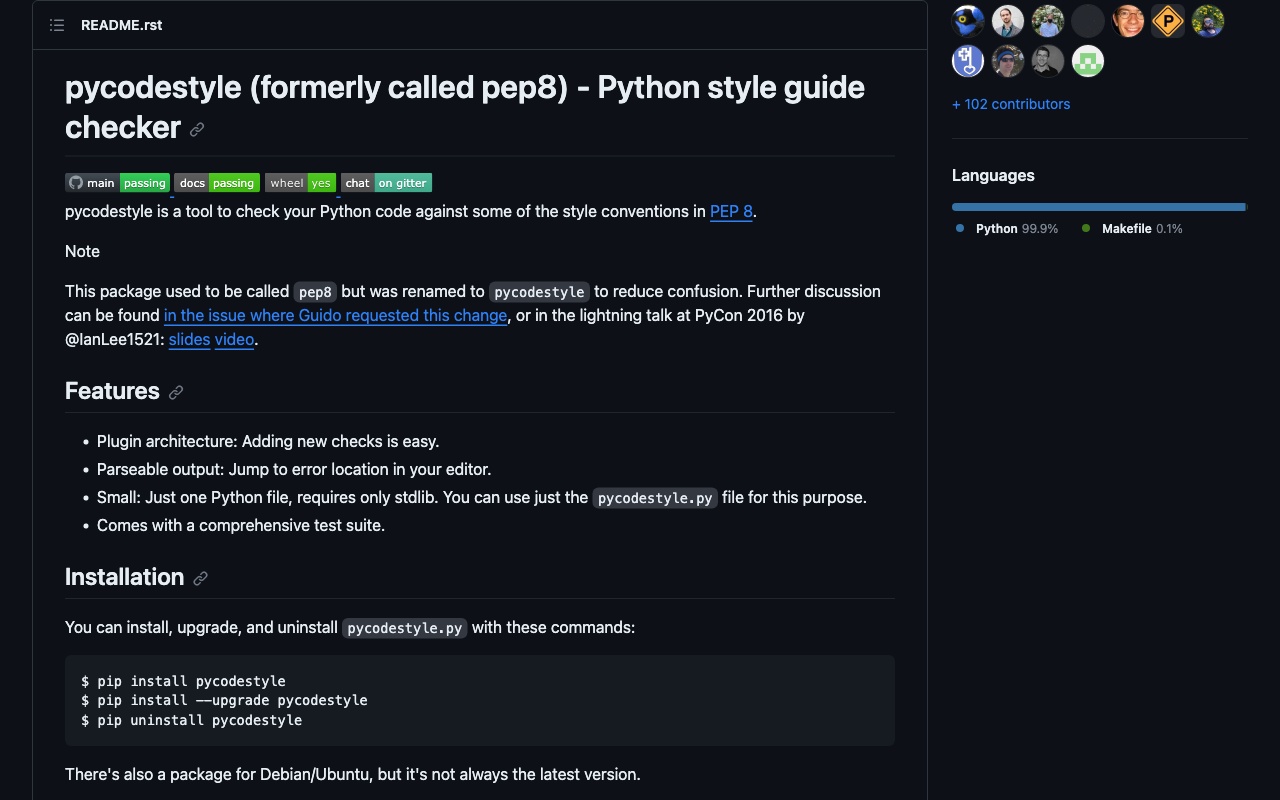 README.rst
pycodestyle (formerly called pep8) - Python style guide
checker
main passing docs passing wheel yes chat on gitter
pycodestyle is a tool to check your Python code against some of the style conventions in PEP 8.
Note
This package used to be called pep8 but was renamed to pycodestyle to reduce confusion. Further discussion
can be found in the issue where Guido requested this change, or in the lightning talk at PyCon 2016 by
@IanLee1521: slides video.
Features
• Plugin architecture: Adding new checks is easy.
• Parseable output: Jump to error location in your editor.
• Small: Just one Python file, requires only stdlib. You can use just the pycodestyle.py file for this purpose.
• Comes with a comprehensive test suite.
Installation
You can install, upgrade, and uninstall pycodestyle.py with these commands:
$ pip install pycodestyle
$ pip install --upgrade pycodestyle
$ pip uninstall pycodestyle
There's also a package for Debian/Ubuntu, but it's not always the latest version.
P
+ 102 contributors
Languages
Python 99.9% Makefile 0.1%